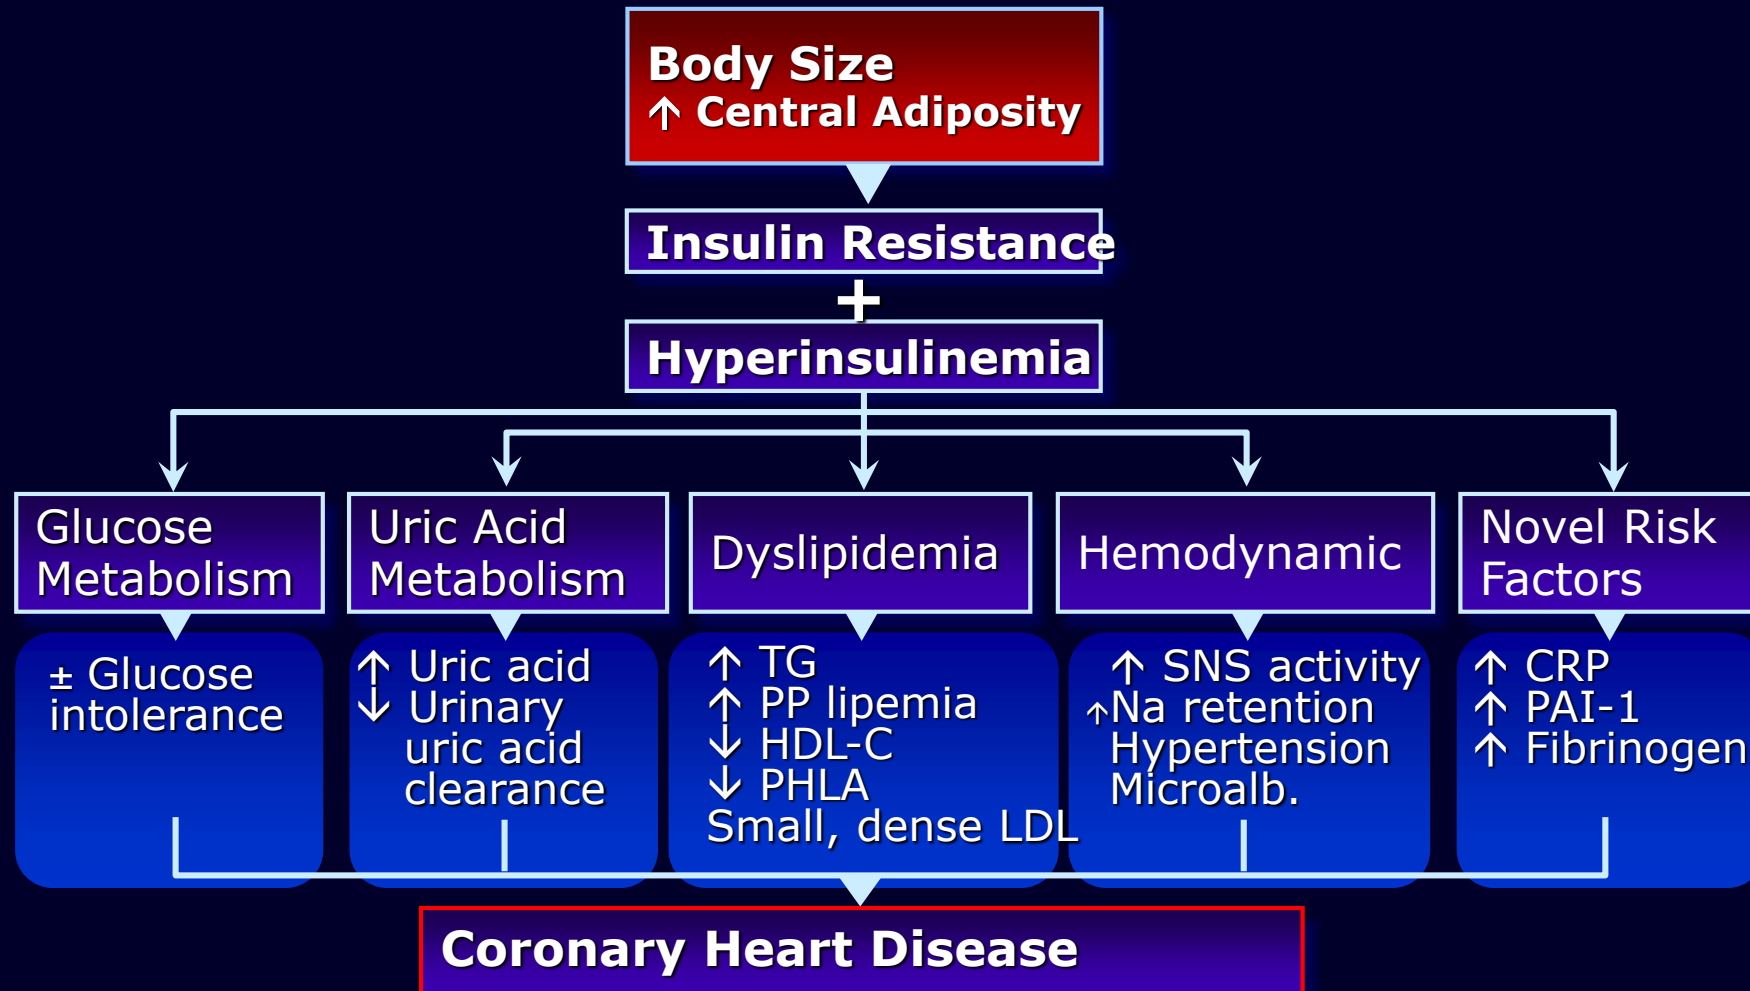 Body Size
↑ Central Adiposity
Insulin Resistance
+
Hyperinsulinemia
Glucose
Metabolism
± Glucose
intolerance
Uric Acid
Metabolism
↑ Uric acid
↓ Urinary
uric acid
clearance
Dyslipidemia
↑ TG
↑ PP lipemia
↓ HDL-C
↓ PHLA
Small, dense LDL
Hemodynamic
↑ SNS activity
↑Na retention
Hypertension
Microalb.
Novel Risk
Factors
↑ CRP
↑ PAI-1
↑ Fibrinogen
Coronary Heart Disease